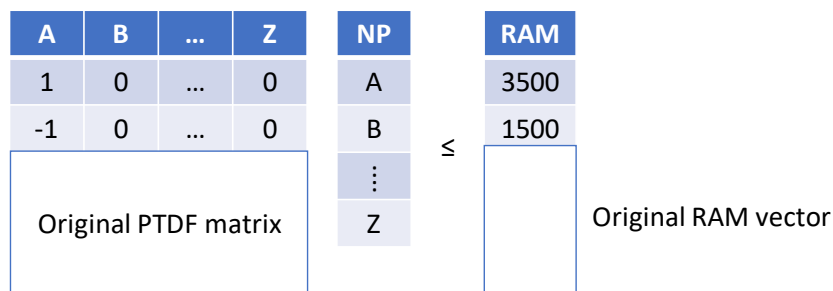 A B … Z NP RAM
1 0 … 0 A 3500
-1 0 … 0 B 1500
≤
⋮
Original PTDF matrix Z Original RAM vector